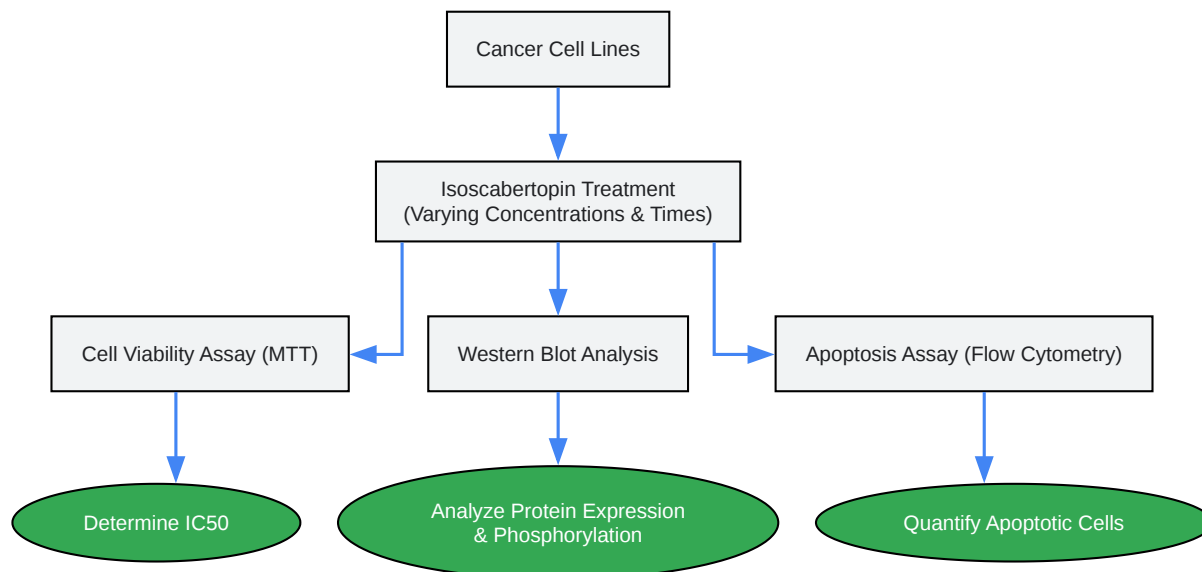 Cancer Cell Lines
Isoscabertopin Treatment
(Varying Concentrations & Times)
Cell Viability Assay (MTT)
Western Blot Analysis
Apoptosis Assay (Flow Cytometry)
Determine IC50
Analyze Protein Expression
& Phosphorylation
Quantify Apoptotic Cells